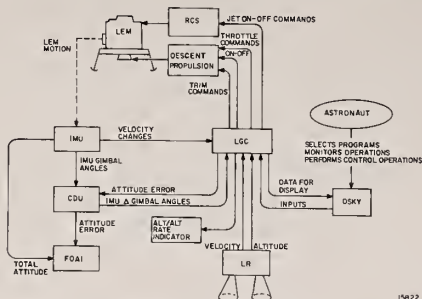 RCS
JET ON-OFF COMMANDS
LEM
THROTTLE
COMMANDS
LEM
MOTION
DESCENT
PROPULSION
ON-OFF
TRIM
COMMANDS
ASTRONAUT
IMU
VELOCITY
CHANGES
LGC
SELECTS PROGRAMS
MONITORS OPERATIONS
PERFORMS CONTROL OPERATIONS
IMU GIMBAL
ANGLES
CDU
ATTITUDE ERROR
IMU Δ GIMBAL ANGLES
DATA FOR
DISPLAY
INPUTS
DSKY
ATTITUDE
ERROR
ALT/ALT
RATE
INDICATOR
VELOCITY
ALTITUDE
FDAI
TOTAL
ATTITUDE
LR
15822